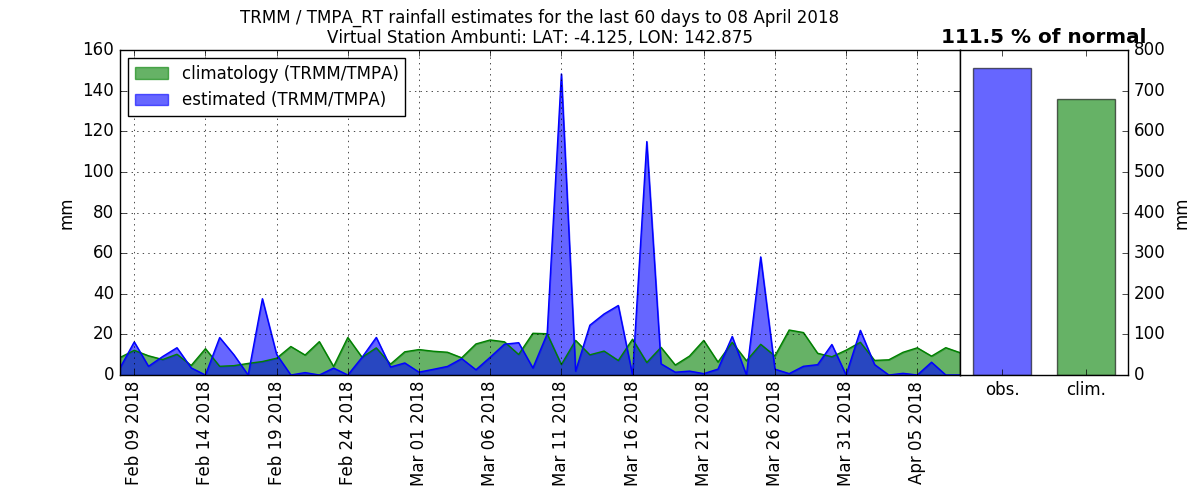 TRMM / TMPA_RT rainfall estimates for the last 60 days to 08 April 2018
Virtual Station Ambunti: LAT: -4.125, LON: 142.875
111.5 % of normal
climatology (TRMM/TMPA)
estimated (TRMM/TMPA)
160
140
120
100
80
60
40
20
0
mm
800
700
600
500
400
300
200
100
0
mm
Feb 09 2018
Feb 14 2018
Feb 19 2018
Feb 24 2018
Mar 01 2018
Mar 06 2018
Mar 11 2018
Mar 16 2018
Mar 21 2018
Mar 26 2018
Mar 31 2018
Apr 05 2018
obs.
clim.